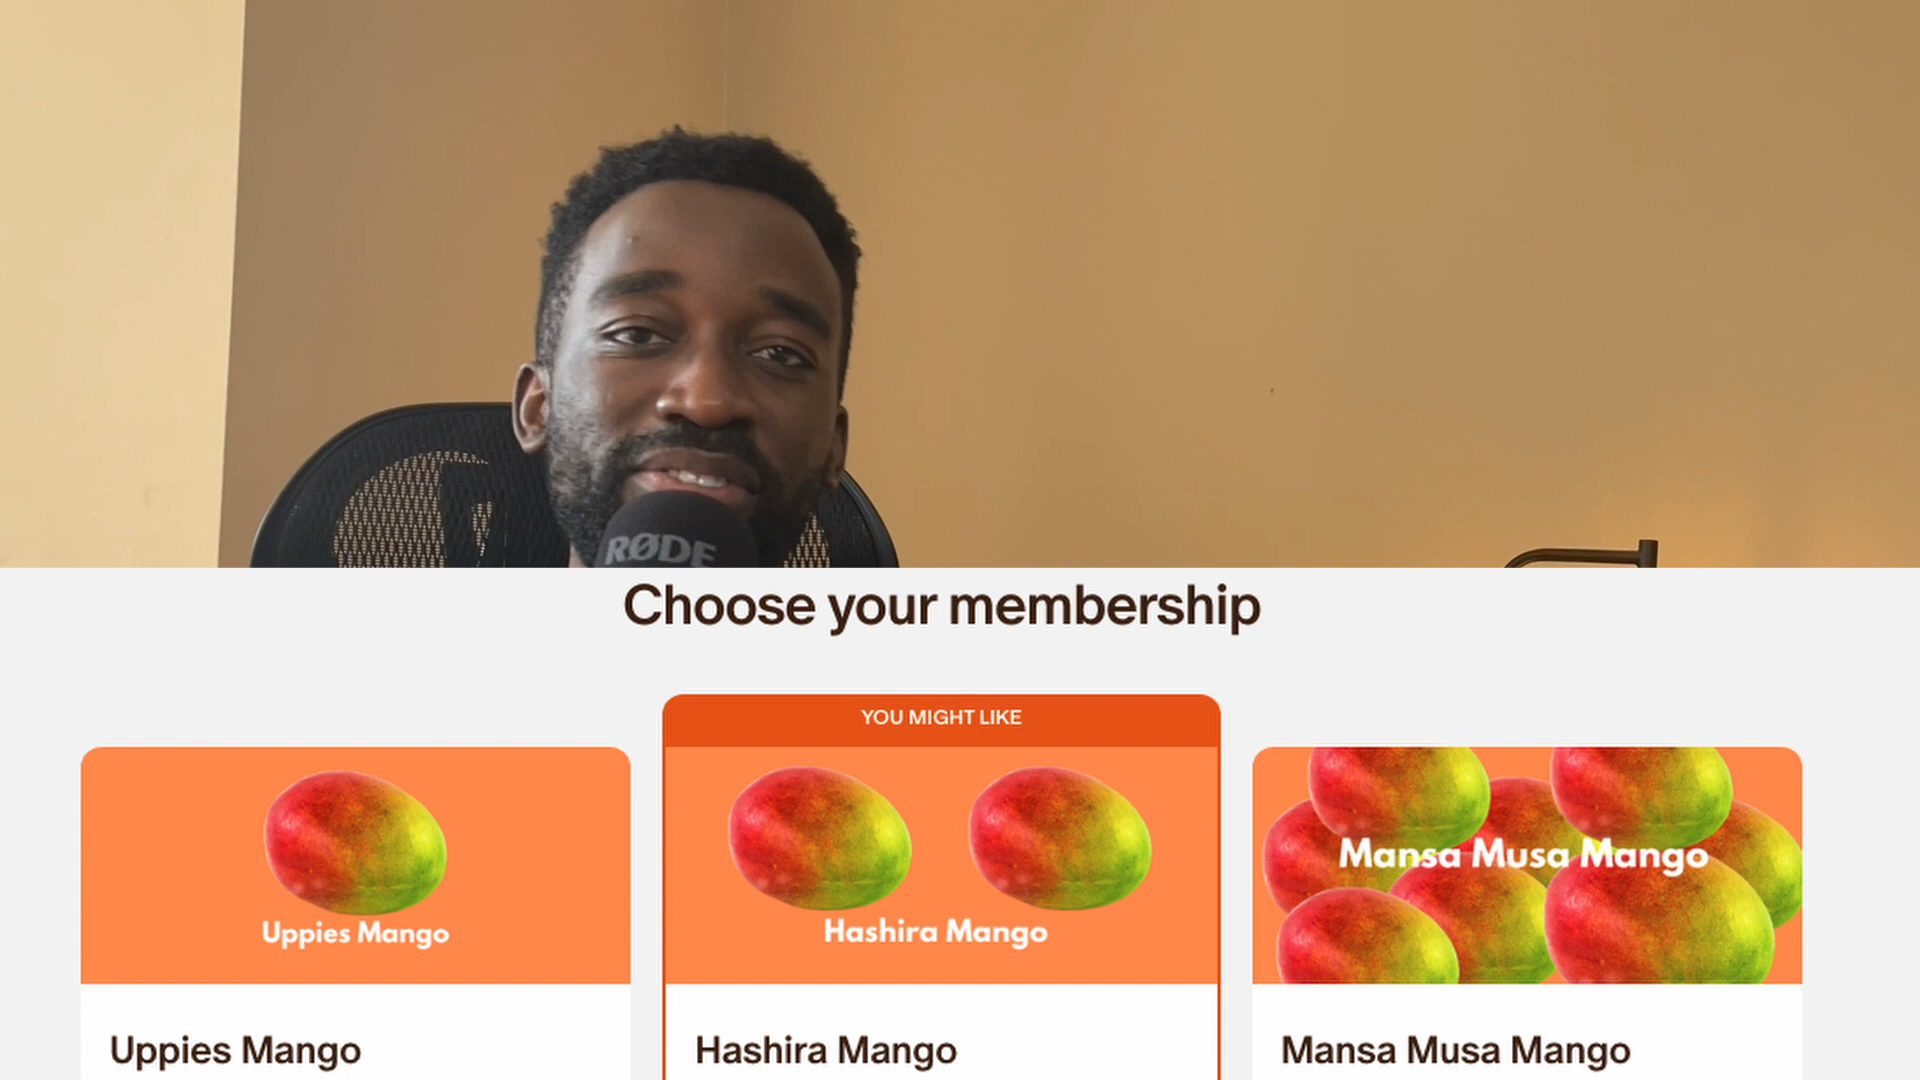 RØDE
Choose your membership
YOU MIGHT LIKE
Uppies Mango
Hashira Mango
Mansa Musa Mango
Uppies Mango
Hashira Mango
Mansa Musa Mango